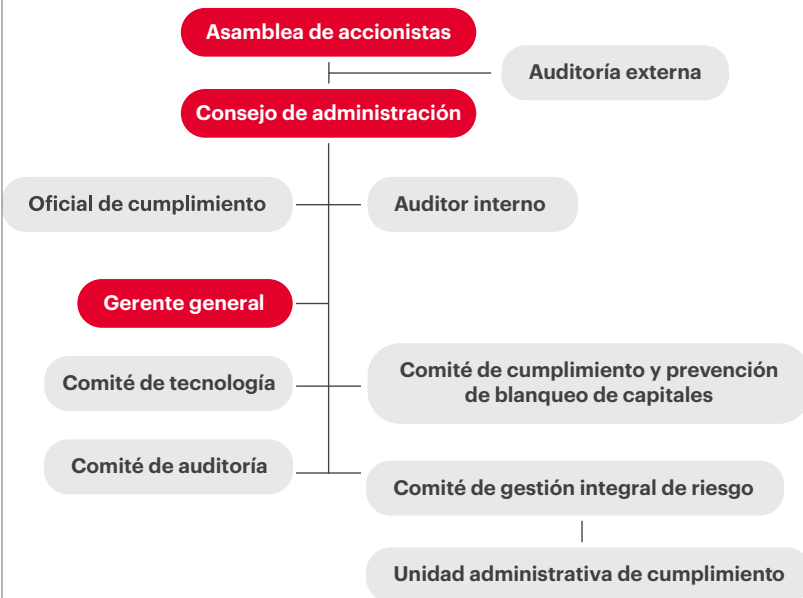 Asamblea de accionistas
Auditoría externa
Consejo de administración
Oficial de cumplimiento
Auditor interno
Gerente general
Comité de tecnología
Comité de cumplimiento y prevención
de blanqueo de capitales
Comité de auditoría
Comité de gestión integral de riesgo
Unidad administrativa de cumplimiento